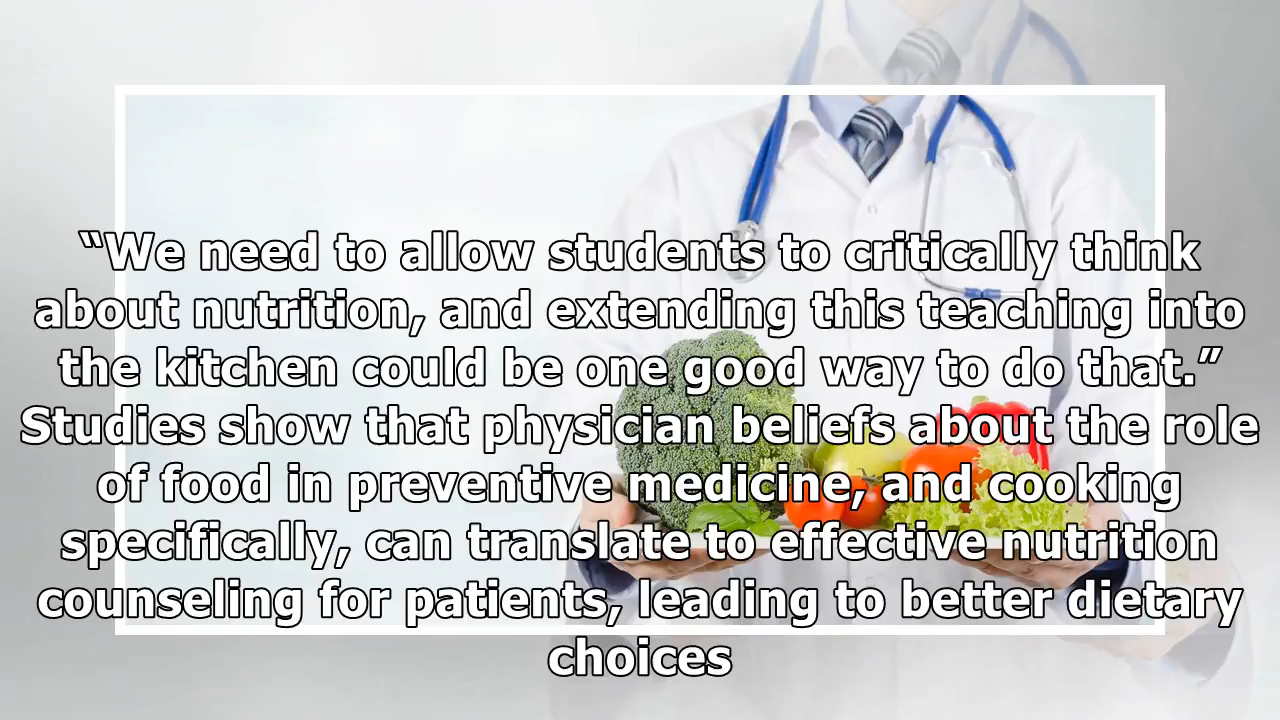 “We need to allow students to critically think
about nutrition, and extending this teaching into
the kitchen could be one good way to do that.”
Studies show that physician beliefs about the role
of food in preventive medicine, and cooking
specifically, can translate to effective nutrition
counseling for patients, leading to better dietary
choices